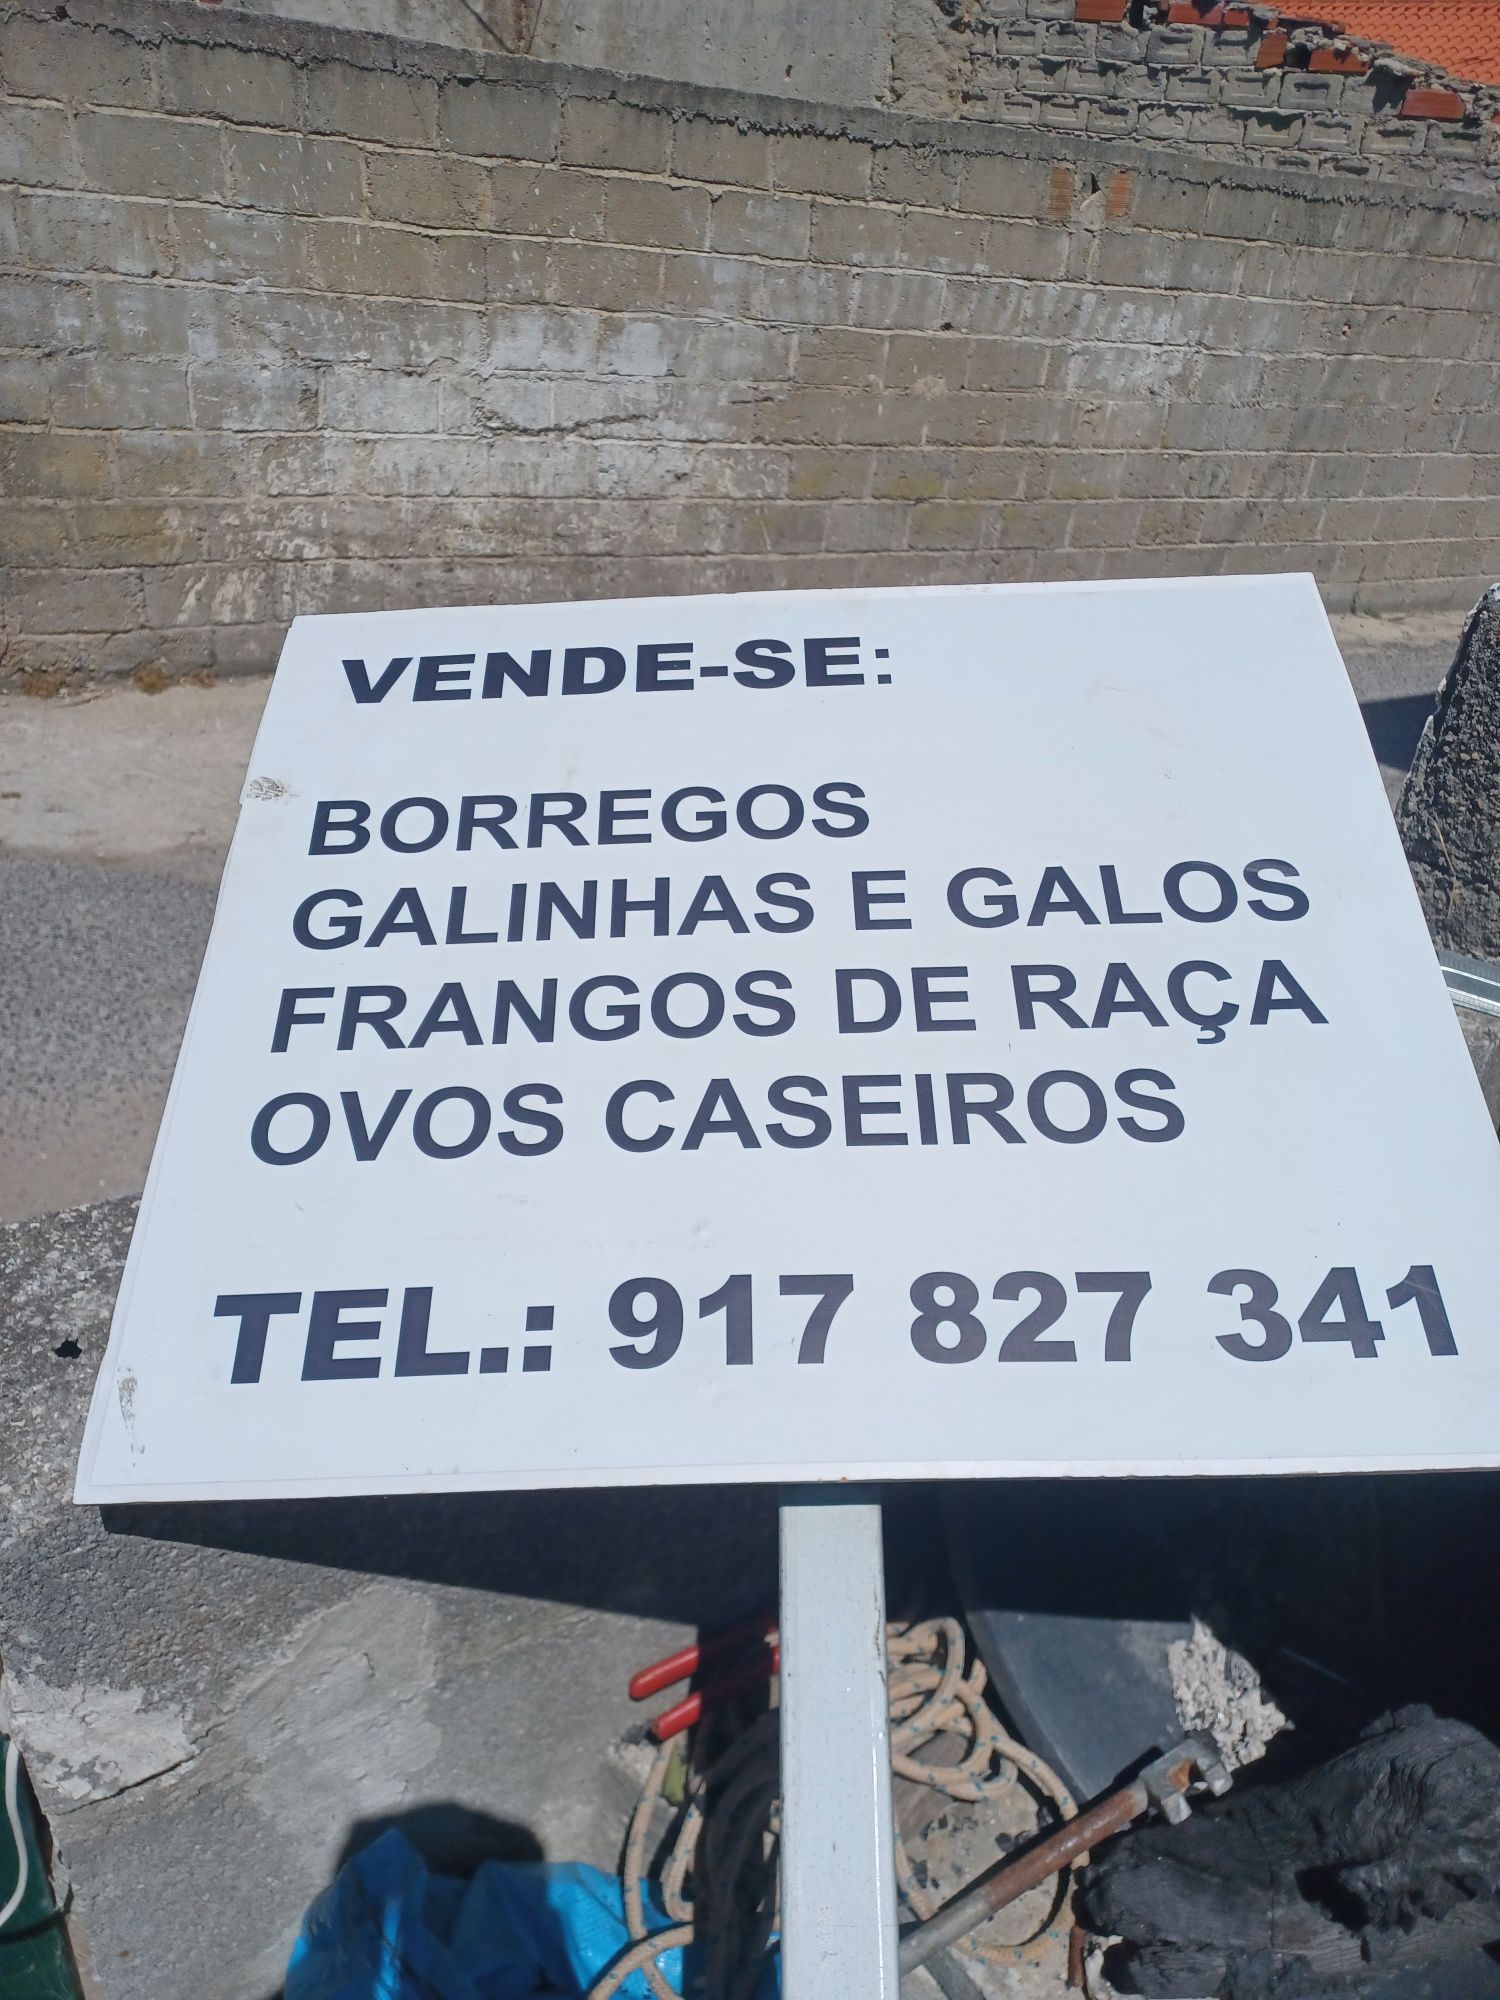 VENDE-SE:
BORREGOS
GALINHAS E GALOS
FRANGOS DE RAÇA
OVOS CASEIROS
TEL.: 917 827 341